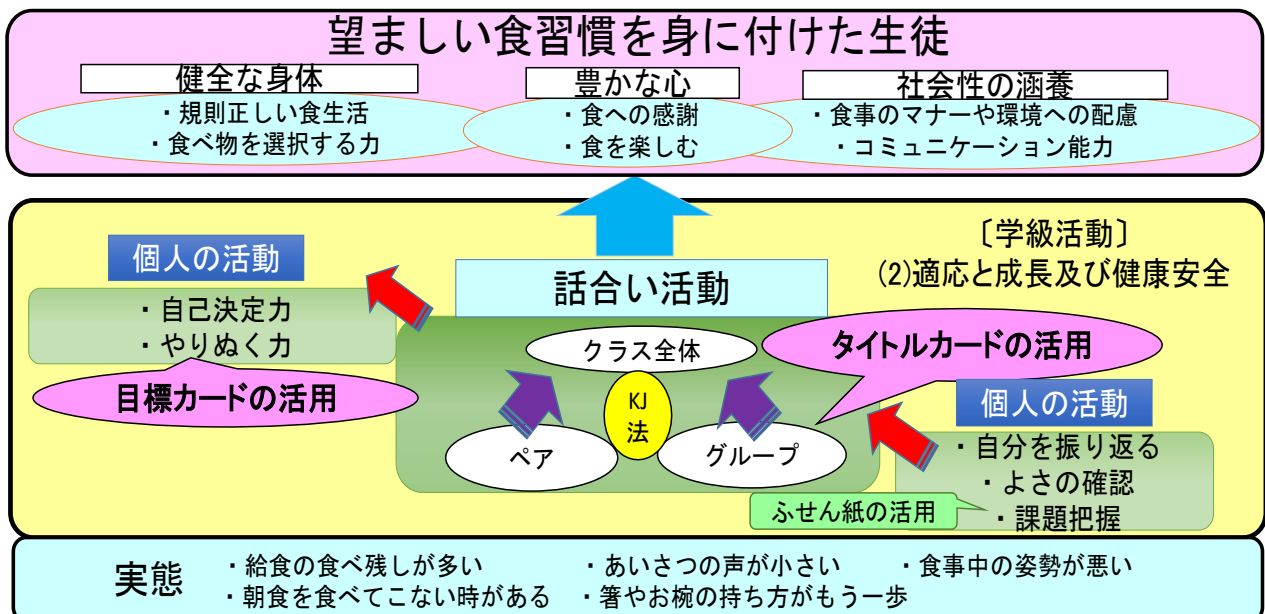 望ましい食習慣を身に付けた生徒
健全な身体
・規則正しい食生活
・食べ物を選択する力
豊かな心
・食への感謝
・食を楽しむ
社会性の涵養
・食事のマナーや環境への配慮
・コミュニケーション能力
〔学級活動〕
(2)適応と成長及び健康安全
個人の活動
・自己決定力
・やりぬく力
目標カードの活用
話合い活動
クラス全体
KJ
法
ペア
グループ
タイトルカードの活用
個人の活動
・自分を振り返る
・よさの確認
・課題把握
ふせん紙の活用
実態
・給食の食べ残しが多い
・あいさつの声が小さい
・食事中の姿勢が悪い
・朝食を食べてこない時がある
・箸やお椀の持ち方がもう一歩